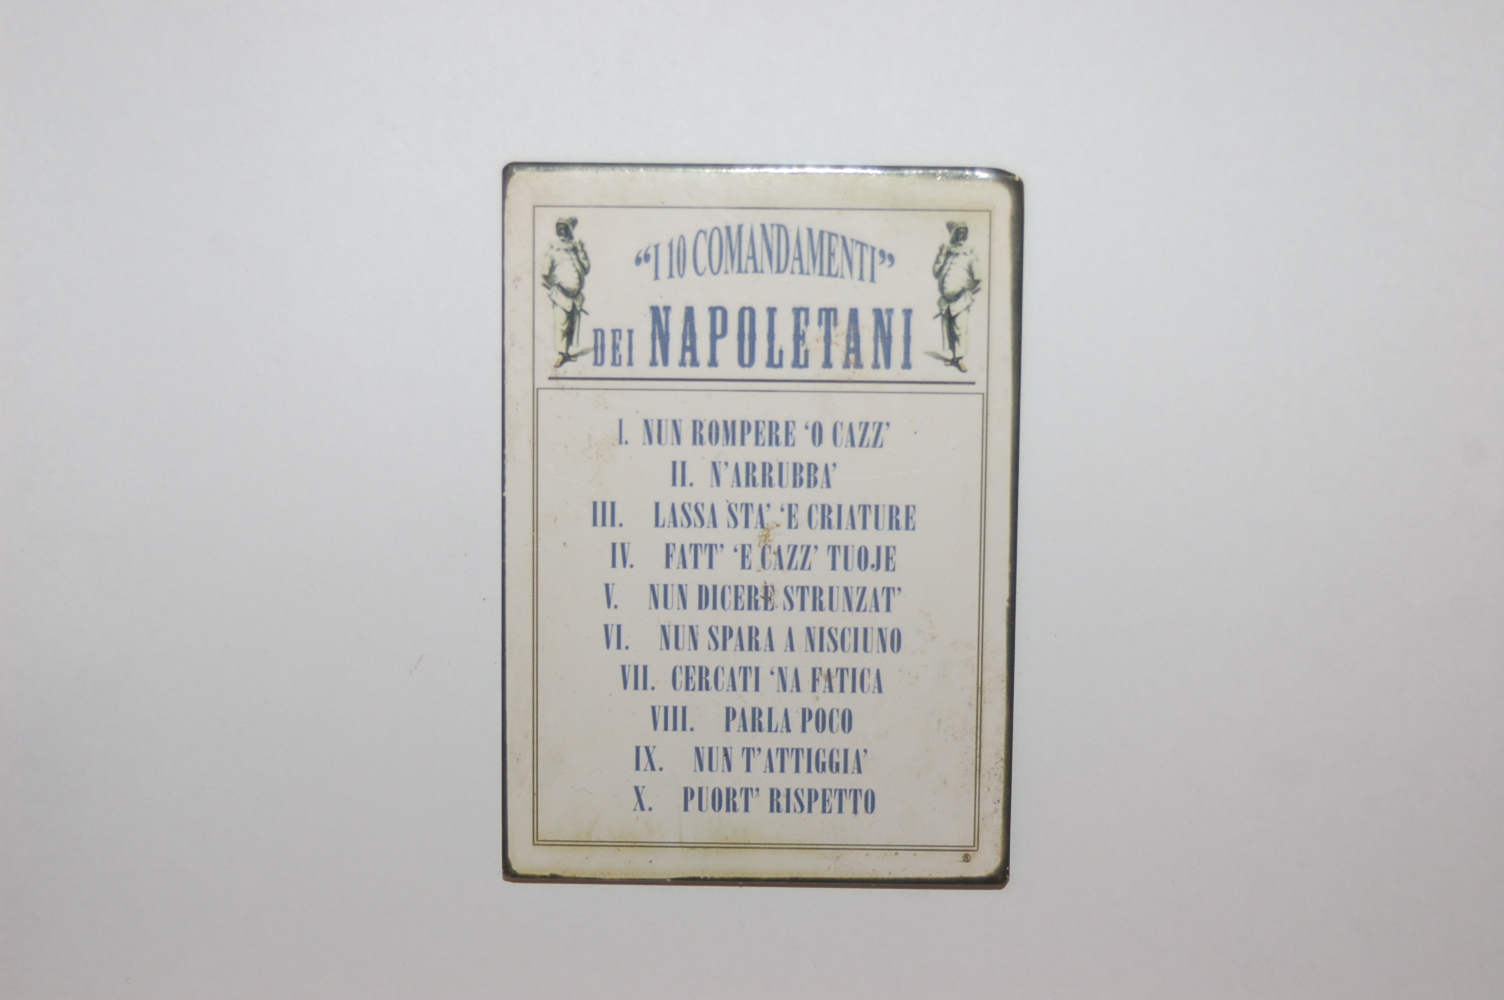 “I 10 COMANDAMENTI”
DEI NAPOLETANI
I. NUN ROMPERE ‘O CAZZ’
II. N’ARRUBBA’
III. LASSA STA’ ‘E CRIATURE
IV. FATT’ ‘E CAZZ’ TUOJE
V. NUN DICERE STRUNZAT’
VI. NUN SPARA A NISCIUNO
VII. CERCATI ‘NA FATICA
VIII. PARLA POCO
IX. NUN T’ATTIGGIA’
X. PUORT’ RISPETTO
®